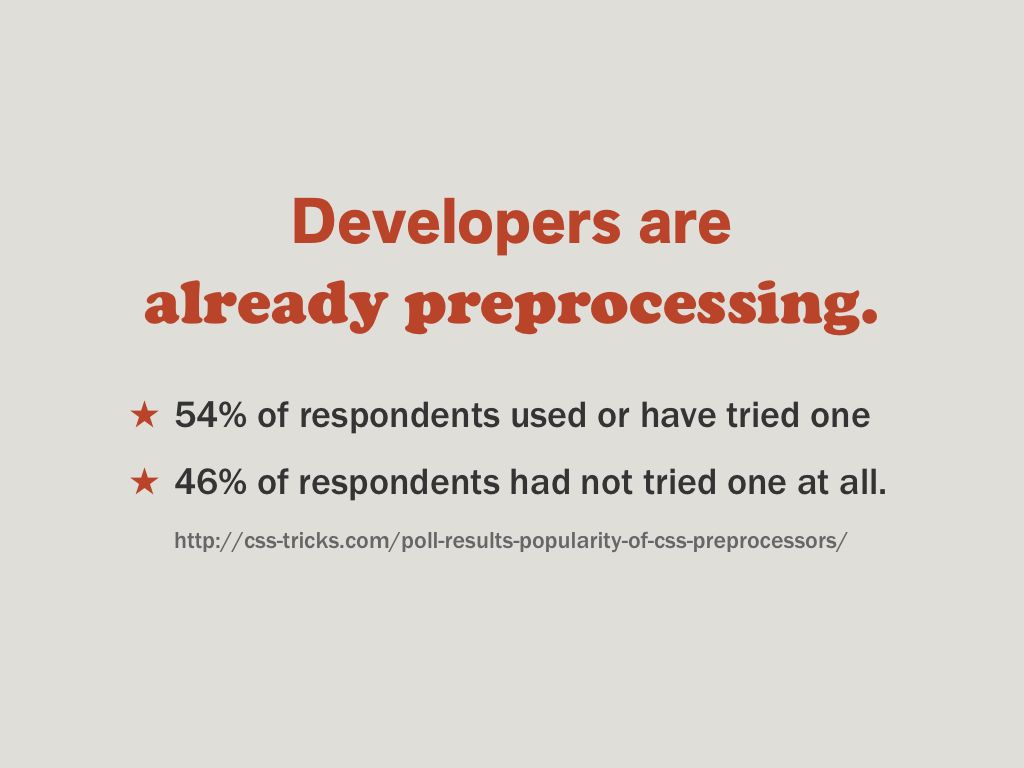 Developers are
already preprocessing.
★ 54% of respondents used or have tried one
★ 46% of respondents had not tried one at all.
http://css-tricks.com/poll-results-popularity-of-css-preprocessors/